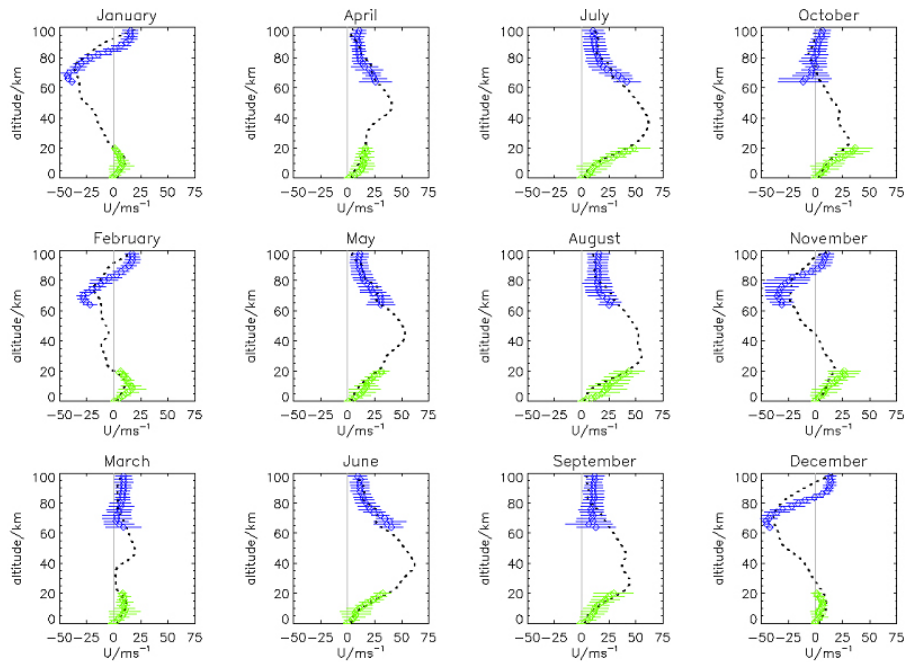 January April July October
100 100 100 100
80 80 80 80
60 60 60 60
40 40 40 40
20 20 20 20
0 0 0 0
altitude/km altitude/km altitude/km altitude/km
-50-25 0 25 50 75 -50-25 0 25 50 75 -50-25 0 25 50 75 -50-25 0 25 50 75
U/ms⁻¹ U/ms⁻¹ U/ms⁻¹ U/ms⁻¹
February May August November
100 100 100 100
80 80 80 80
60 60 60 60
40 40 40 40
20 20 20 20
0 0 0 0
altitude/km altitude/km altitude/km altitude/km
-50-25 0 25 50 75 -50-25 0 25 50 75 -50-25 0 25 50 75 -50-25 0 25 50 75
U/ms⁻¹ U/ms⁻¹ U/ms⁻¹ U/ms⁻¹
March June September December
100 100 100 100
80 80 80 80
60 60 60 60
40 40 40 40
20 20 20 20
0 0 0 0
altitude/km altitude/km altitude/km altitude/km
-50-25 0 25 50 75 -50-25 0 25 50 75 -50-25 0 25 50 75 -50-25 0 25 50 75
U/ms⁻¹ U/ms⁻¹ U/ms⁻¹ U/ms⁻¹